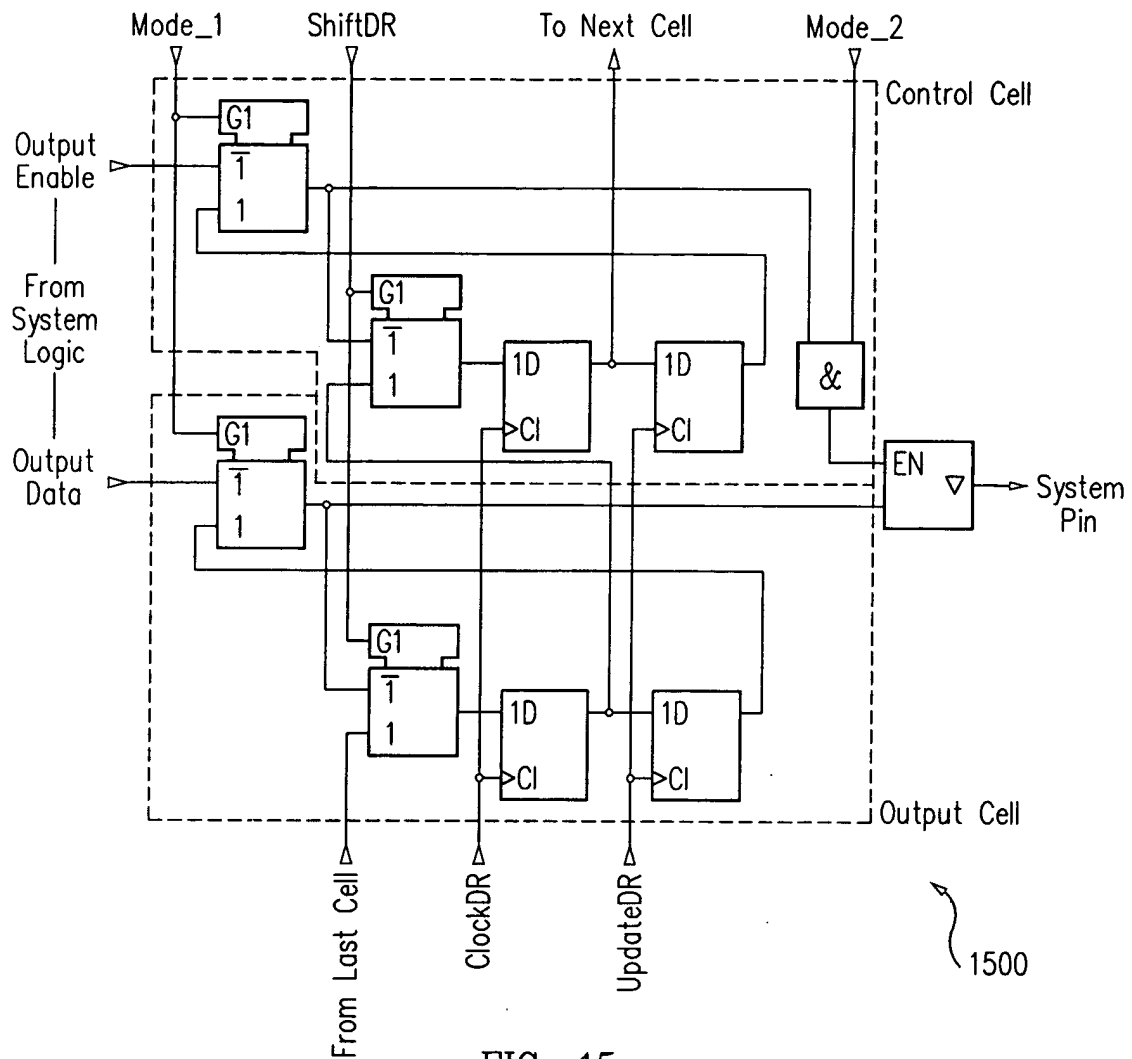 Mode_1
ShiftDR
To Next Cell
Mode_2
Control Cell
G1
Output
Enable
1
1
From
System
Logic
G1
1
1
1D
CI
1D
CI
&
G1
Output
Data
1
1
EN
▽
System
Pin
G1
1
1
1D
CI
1D
CI
Output Cell
From Last Cell
ClockDR
UpdateDR
1500